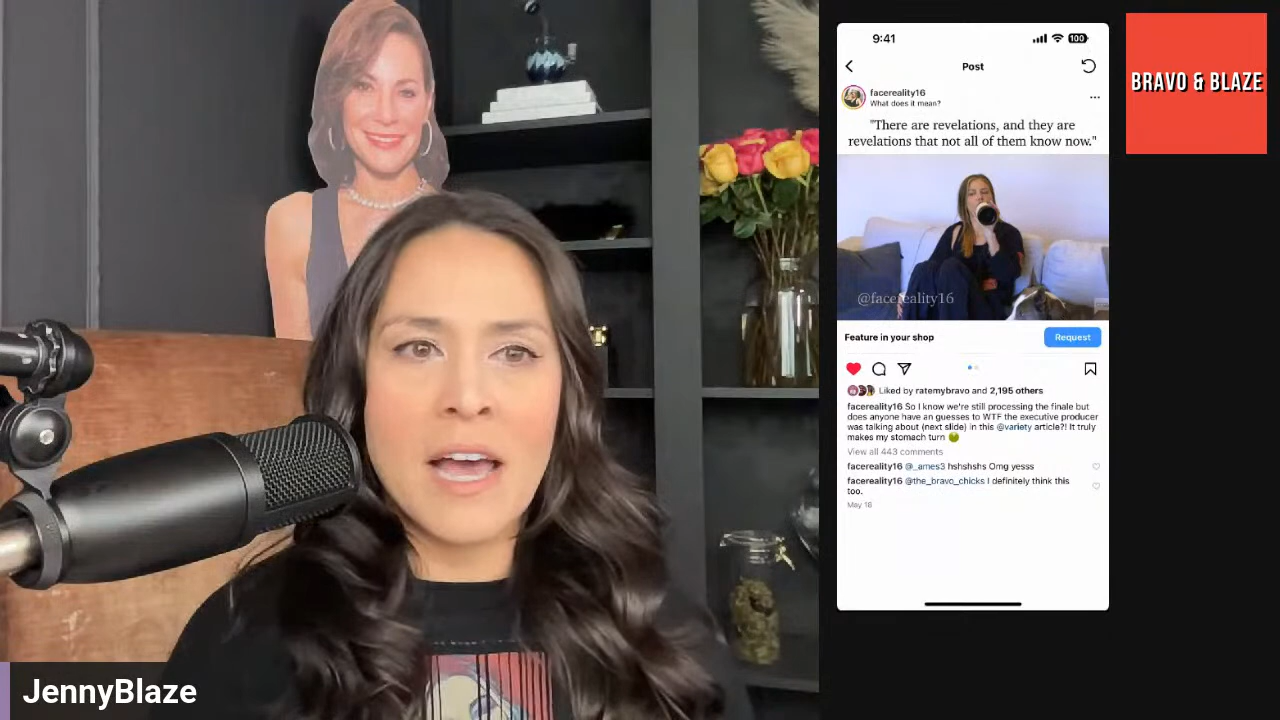 9:41
100
Post
BRAVO & BLAZE
facereality16
What does it mean?
"There are revelations, and they are
revelations that not all of them know now."
@facereality16
Feature in your shop
Request
Liked by ratemybravo and 2,195 others
facereality16 So I know we're still processing the finale but
does anyone have an guesses to WTF the executive producer
was talking about (next slide) in this @variety article?! It truly
makes my stomach turn
View all 443 comments
facereality16 @_ames3 hshshshs Omg yesss
facereality16 @the_bravo_chicks I definitely think this
too.
May 18
JennyBlaze